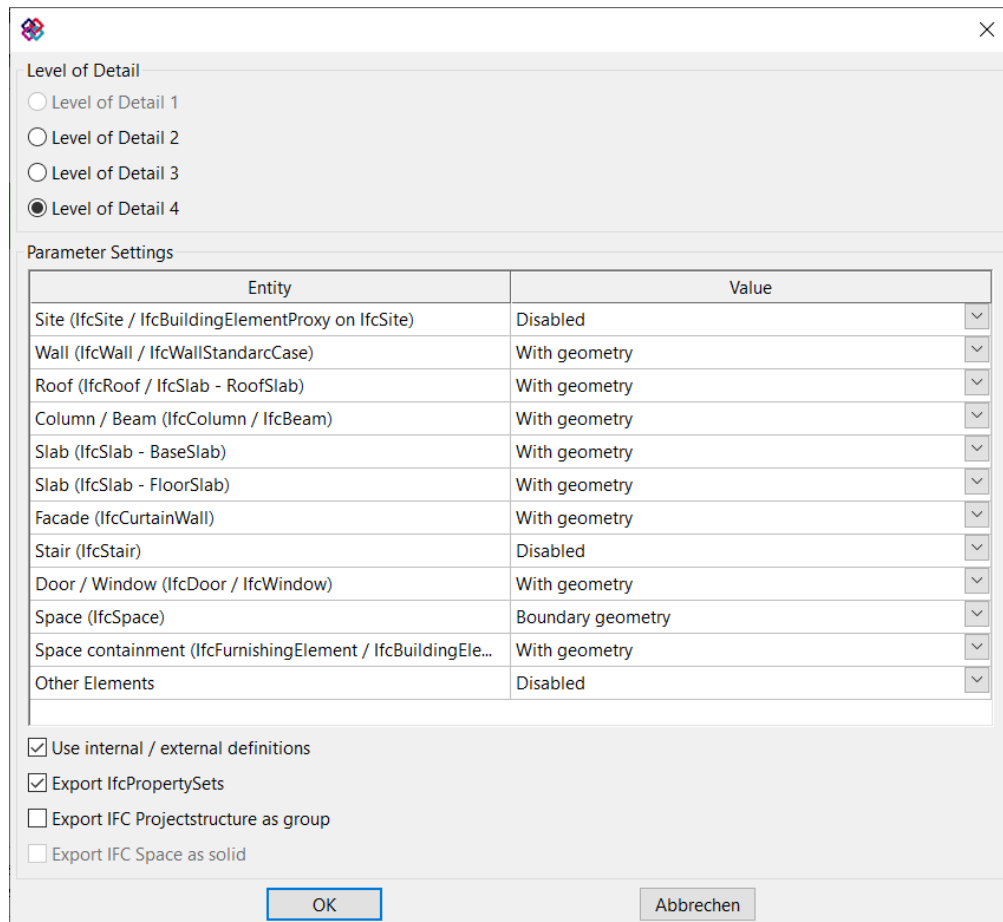 Level of Detail
Level of Detail 1
Level of Detail 2
Level of Detail 3
Level of Detail 4
Parameter Settings
Entity Value
Site (IfcSite / IfcBuildingElementProxy on IfcSite) Disabled
Wall (IfcWall / IfcWallStandarcCase) With geometry
Roof (IfcRoof / IfcSlab - RoofSlab) With geometry
Column / Beam (IfcColumn / IfcBeam) With geometry
Slab (IfcSlab - BaseSlab) With geometry
Slab (IfcSlab - FloorSlab) With geometry
Facade (IfcCurtainWall) With geometry
Stair (IfcStair) Disabled
Door / Window (IfcDoor / IfcWindow) With geometry
Space (IfcSpace) Boundary geometry
Space containment (IfcFurnishingElement / IfcBuildingEle... With geometry
Other Elements Disabled
Use internal / external definitions
Export IfcPropertySets
Export IFC Projectstructure as group
Export IFC Space as solid
OK Abbrechen